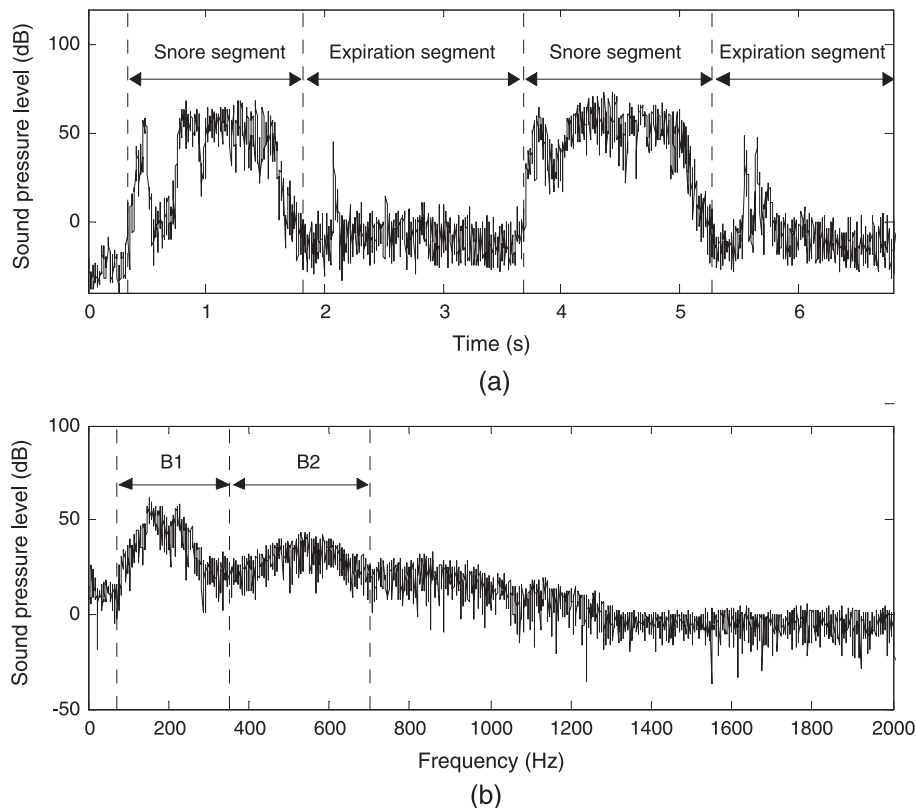 100
Snore segment Expiration segment Snore segment Expiration segment
50
0
0 1 2 3 4 5 6
Sound pressure level (dB)
Time (s)
(a)
100
B1 B2
50
0
-50
0 200 400 600 800 1000 1200 1400 1600 1800 2000
Sound pressure level (dB)
Frequency (Hz)
(b)